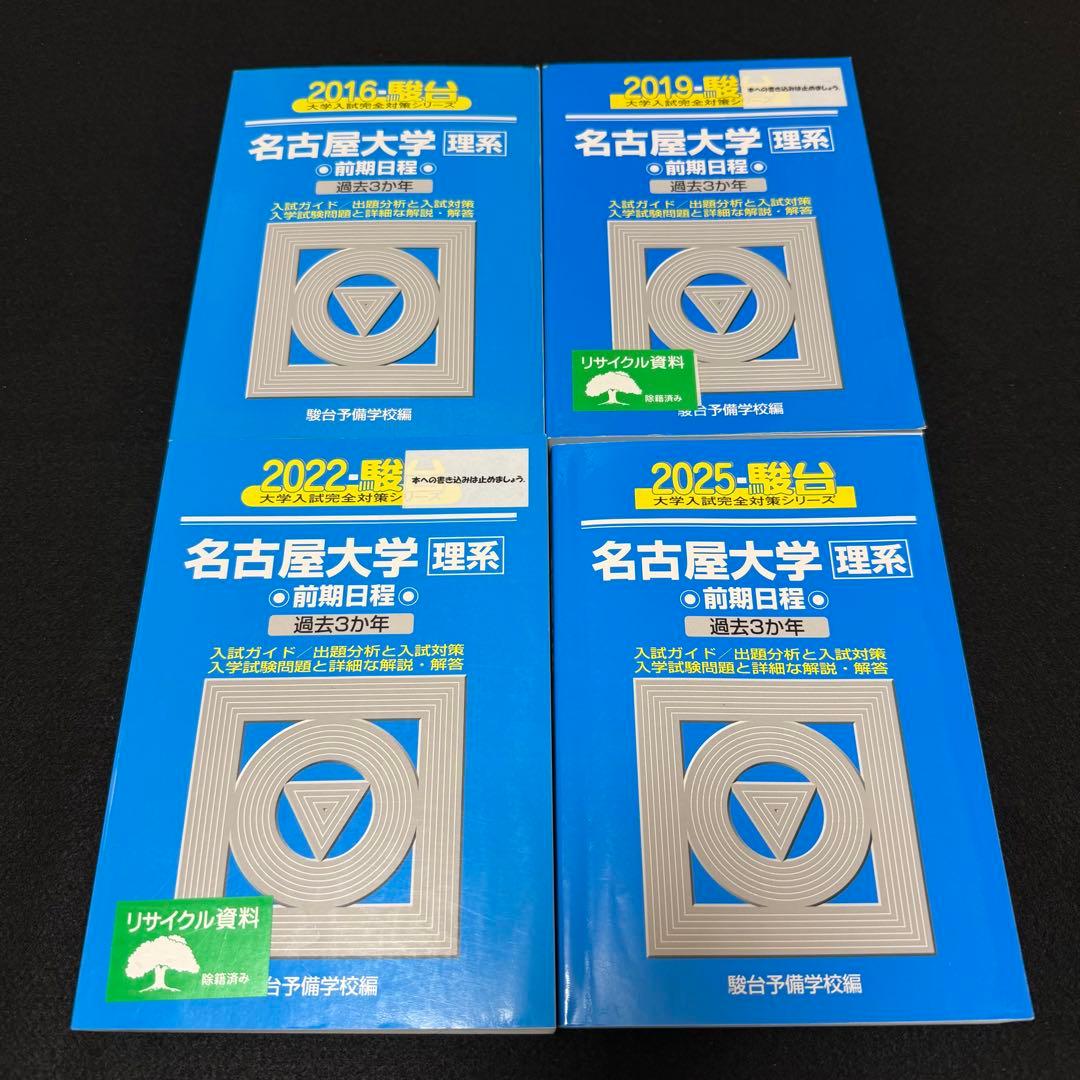 2016-駿台
大学入試完全対策シリーズ
名古屋大学 理系
前期日程
過去3か年
入試ガイド/出題分析と入試対策
入学試験問題と詳細な解説・解答
駿台予備学校編
2019-駿
本への書き込みは止めましょう.
大学入試完全対策シ
名古屋大学 理系
前期日程
過去3か年
入試ガイド/出題分析と入試対策
入学試験問題と詳細な解説・解答
リサイクル資料
除籍済み
駿台予備学校編
2022-駿台
本への書き込みは止めましょう.
大学入試完全対策シリーズ
名古屋大学 理系
前期日程
過去3か年
入試ガイド/出題分析と入試対策
入学試験問題と詳細な解説・解答
リサイクル資料
除籍済み
台予備学校編
2025-駿台
大学入試完全対策シリーズ
名古屋大学 理系
前期日程
過去3か年
入試ガイド/出題分析と入試対策
入学試験問題と詳細な解説・解答
駿台予備学校編